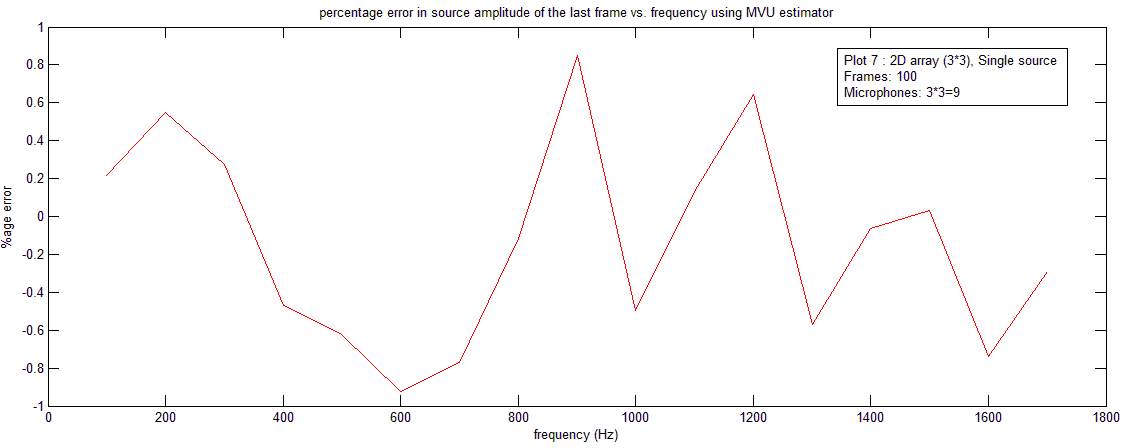 percentage error in source amplitude of the last frame vs. frequency using MVU estimator
Plot 7 : 2D array (3*3), Single source
Frames: 100
Microphones: 3*3=9
%age error
1
0.8
0.6
0.4
0.2
0
-0.2
-0.4
-0.6
-0.8
-1
0 200 400 600 800 1000 1200 1400 1600 1800
frequency (Hz)